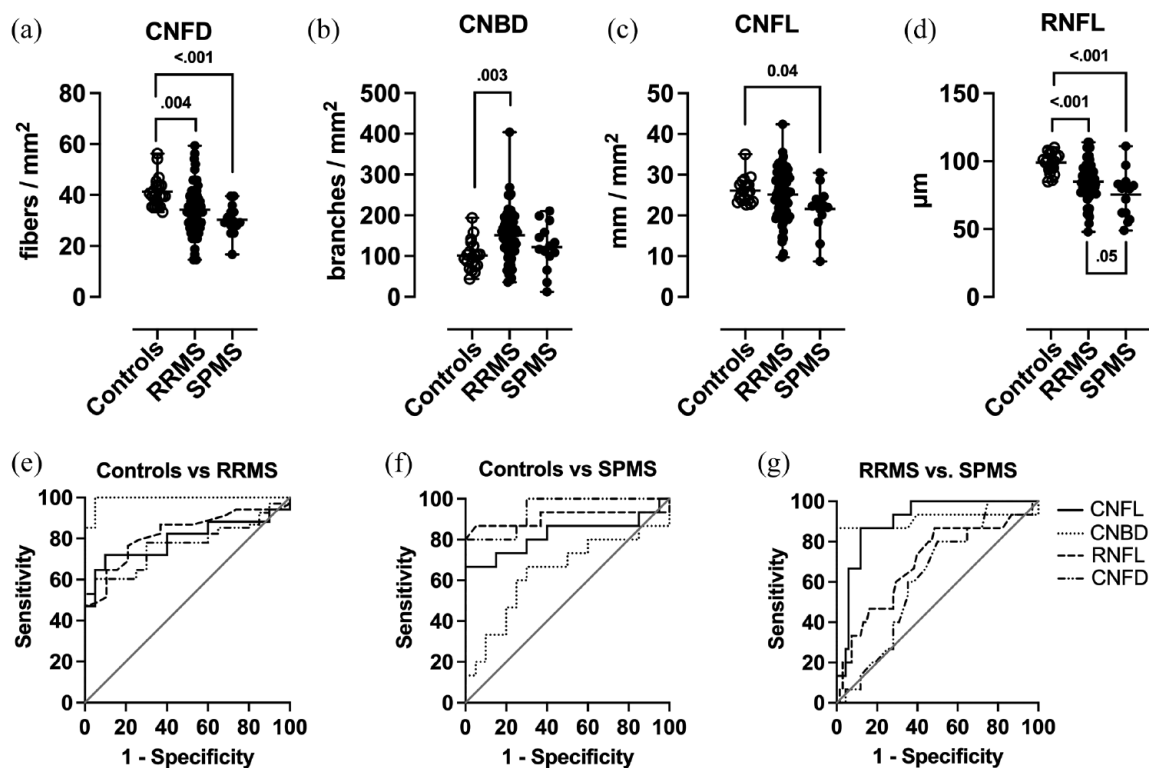 (a) CNFD
<.001
.004
fibers / mm²
80
60
40
20
0
Controls
RRMS
SPMS
(b) CNBD
.003
branches / mm²
500
400
300
200
100
0
Controls
RRMS
SPMS
(c) CNFL
0.04
mm / mm²
50
40
30
20
10
0
Controls
RRMS
SPMS
(d) RNFL
<.001
<.001
.05
µm
150
100
50
0
Controls
RRMS
SPMS
(e) Controls vs RRMS
Sensitivity
100
80
60
40
20
0
0 20 40 60 80 100
1 - Specificity
(f) Controls vs SPMS
Sensitivity
100
80
60
40
20
0
0 20 40 60 80 100
1 - Specificity
(g) RRMS vs. SPMS
Sensitivity
100
80
60
40
20
0
0 20 40 60 80 100
1 - Specificity
CNFL
CNBD
RNFL
CNFD